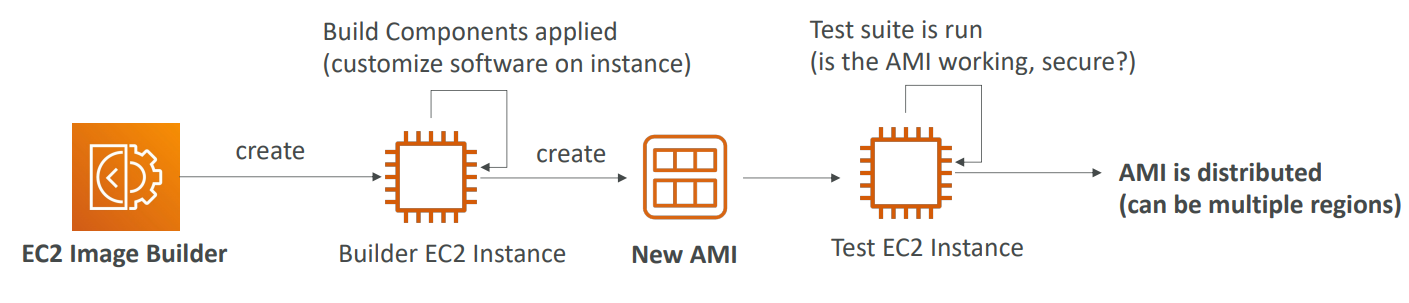 Build Components applied
(customize software on instance)
Test suite is run
(is the AMI working, secure?)
create
create
AMI is distributed
(can be multiple regions)
EC2 Image Builder
Builder EC2 Instance
New AMI
Test EC2 Instance